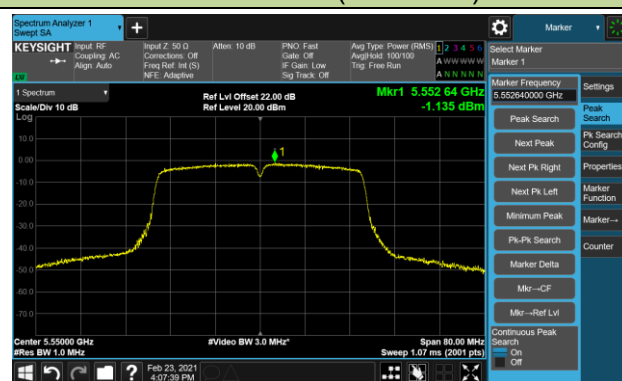 Spectrum Analyzer 1
Swept SA
Marker
KEYSIGHT
Input: RF
Coupling: AC
Align: Auto
Input Z: 50 Ω
Corrections: Off
Freq Ref: Int (S)
NFE: Adaptive
Atten: 10 dB
PNO: Fast
Gate: Off
IF Gain: Low
Sig Track: Off
Avg Type: Power (RMS)
Avg|Hold: 100/100
Trig: Free Run
1 2 3 4 5 6
A W W W W W
A N N N N N
Select Marker
Marker 1
LXI
1 Spectrum
Scale/Div 10 dB
Log
Ref Lvl Offset 22.00 dB
Ref Level 20.00 dBm
Mkr1 5.552 64 GHz
-1.135 dBm
10.0
0.00
-10.0
-20.0
-30.0
-40.0
-50.0
-60.0
-70.0
1
Center 5.55000 GHz
#Res BW 1.0 MHz
#Video BW 3.0 MHz*
Span 80.00 MHz
Sweep 1.07 ms (2001 pts)
Marker Frequency
5.552640000 GHz
Peak Search
Next Peak
Next Pk Right
Next Pk Left
Minimum Peak
Pk-Pk Search
Marker Delta
Mkr→CF
Mkr→Ref Lvl
Continuous Peak
Search
On
Off
Settings
Peak
Search
Pk Search
Config
Properties
Marker
Function
Marker→
Counter
?
Feb 23, 2021
4:07:39 PM